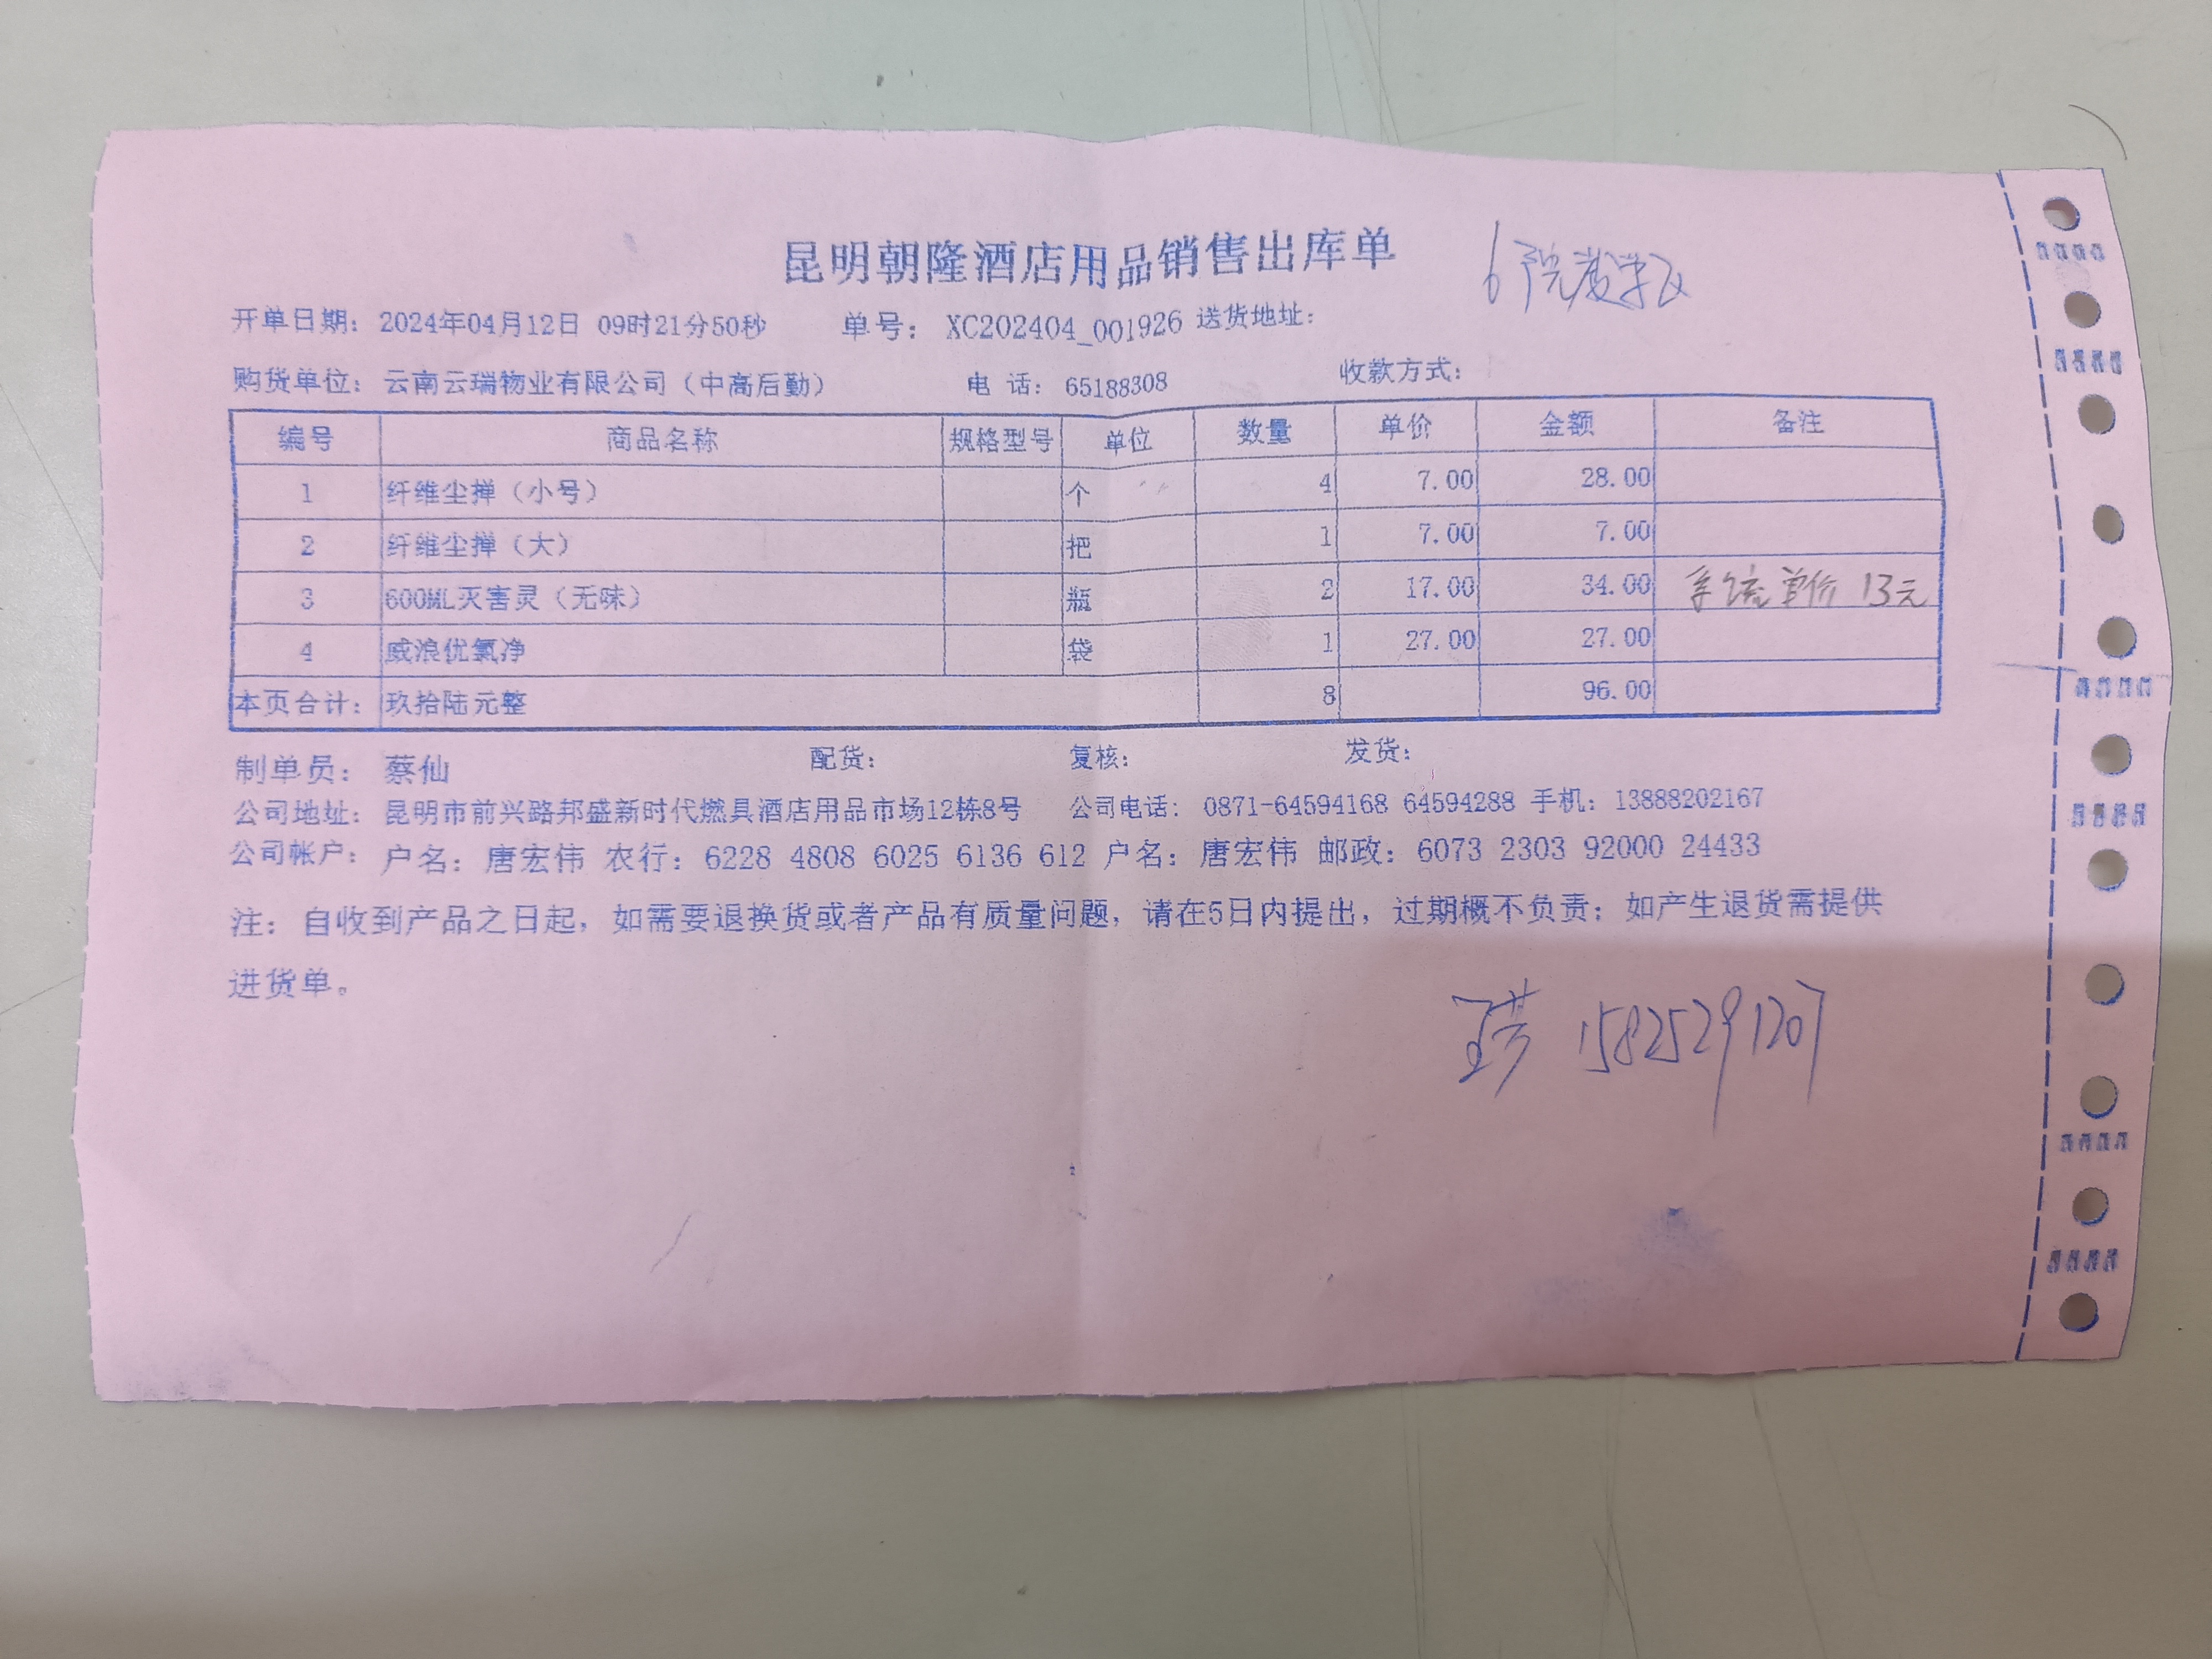 昆明朝隆酒店用品销售出库单
6院教学区
开单日期： 2024年04月12日 09时21分50秒 单号： XC202404_001926 送货地址：
购货单位： 云南云瑞物业有限公司（中高后勤） 电 话： 65188308 收款方式：
编号 商品名称 规格型号 单位 数量 单价 金额 备注
1 纤维尘掸（小号） 个 4 7.00 28.00
2 纤维尘掸（大） 把 1 7.00 7.00
3 600ML灭害灵（无味） 瓶 2 17.00 34.00 系统单价 13元
4 威浪优氯净 袋 1 27.00 27.00
本页合计： 玖拾陆元整 8 96.00
制单员： 蔡仙 配货： 复核： 发货：
公司地址： 昆明市前兴路邦盛新时代燃具酒店用品市场12栋8号 公司电话： 0871-64594168 64594288 手机：13888202167
公司帐户： 户名：唐宏伟 农行：6228 4808 6025 6136 612 户名：唐宏伟 邮政：6073 2303 92000 24433
注：自收到产品之日起，如需要退换货或者产品有质量问题，请在5日内提出，过期概不负责；如产生退货需提供
进货单。
15825291207